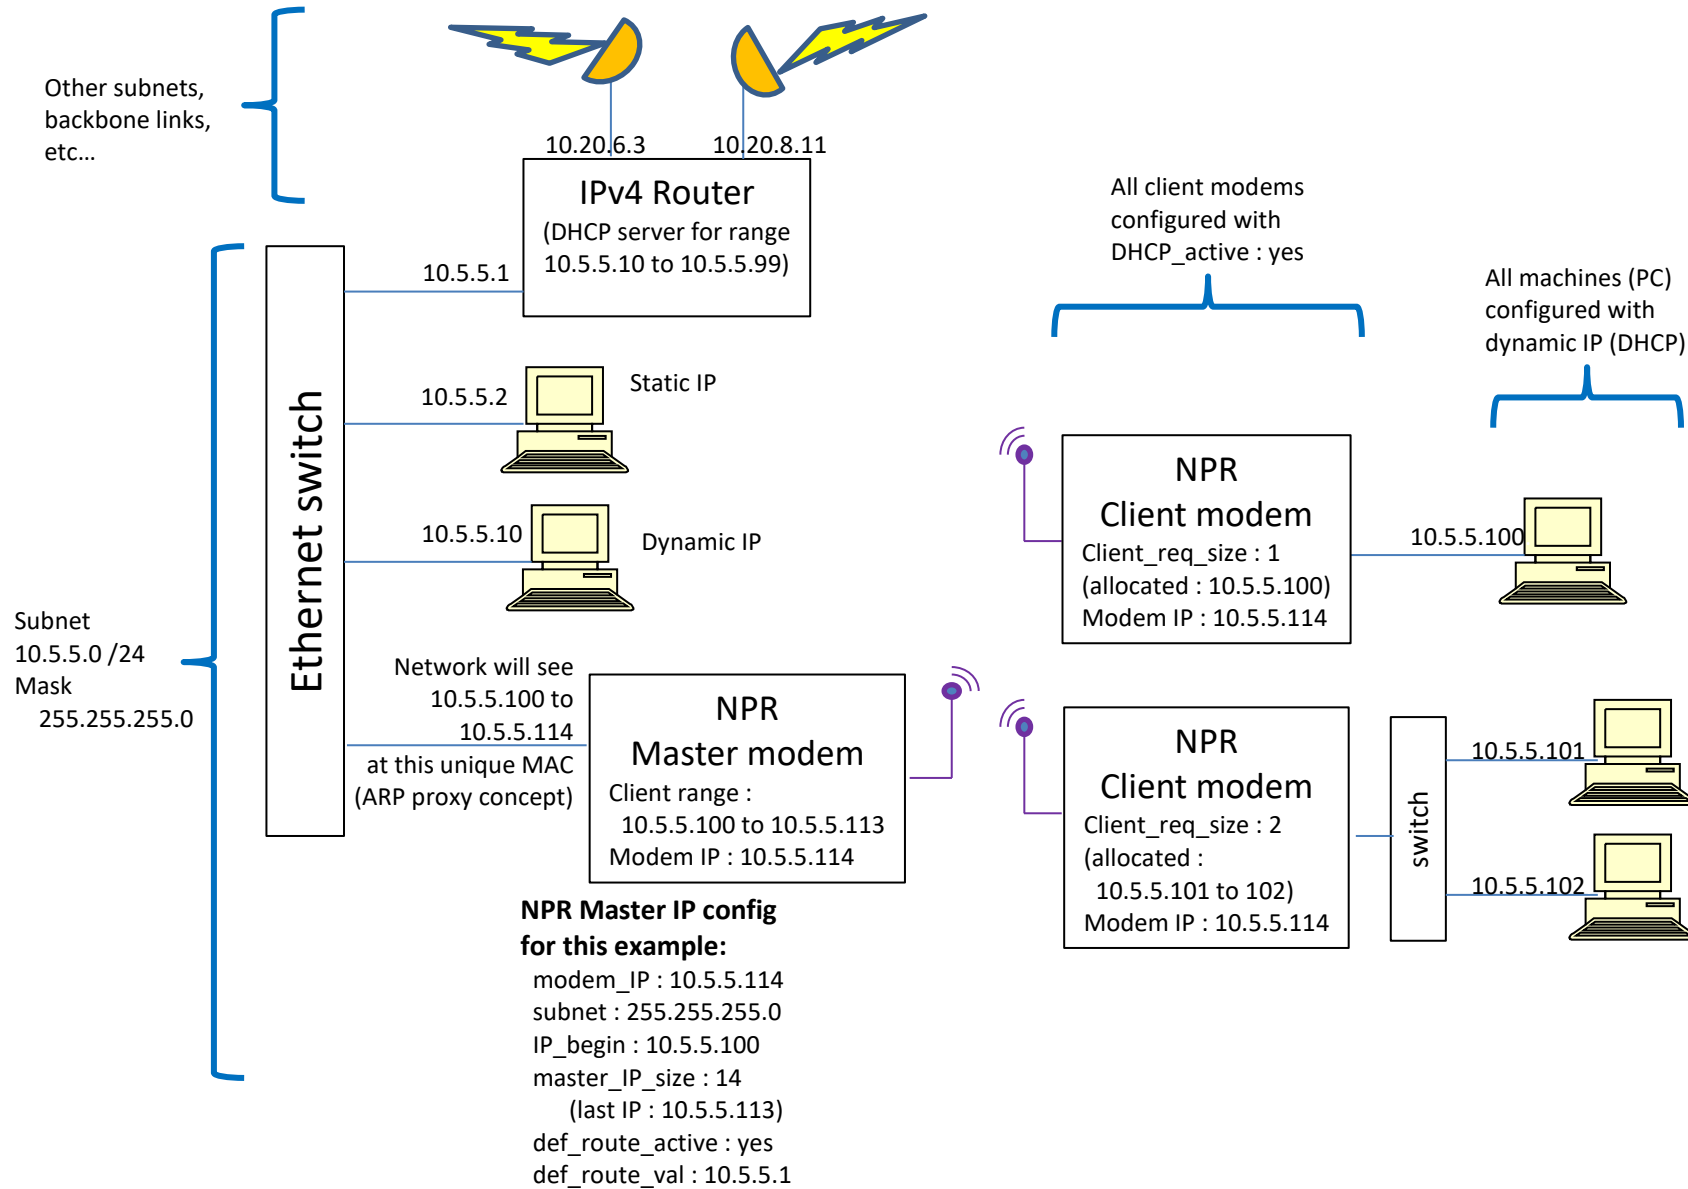 Other subnets,
backbone links,
etc…
10.20.6.3
10.20.8.11
IPv4 Router
(DHCP server for range
10.5.5.10 to 10.5.5.99)
All client modems
configured with
DHCP_active : yes
All machines (PC)
configured with
dynamic IP (DHCP)
Ethernet switch
10.5.5.1
10.5.5.2
Static IP
10.5.5.10
Dynamic IP
Subnet
10.5.5.0 /24
Mask
255.255.255.0
Network will see
10.5.5.100 to
10.5.5.114
at this unique MAC
(ARP proxy concept)
NPR
Master modem
Client range :
10.5.5.100 to 10.5.5.113
Modem IP : 10.5.5.114
NPR
Client modem
Client_req_size : 1
(allocated : 10.5.5.100)
Modem IP : 10.5.5.114
10.5.5.100
NPR
Client modem
Client_req_size : 2
(allocated :
10.5.5.101 to 102)
Modem IP : 10.5.5.114
switch
10.5.5.101
10.5.5.102
NPR Master IP config
for this example:
modem_IP : 10.5.5.114
subnet : 255.255.255.0
IP_begin : 10.5.5.100
master_IP_size : 14
(last IP : 10.5.5.113)
def_route_active : yes
def_route_val : 10.5.5.1